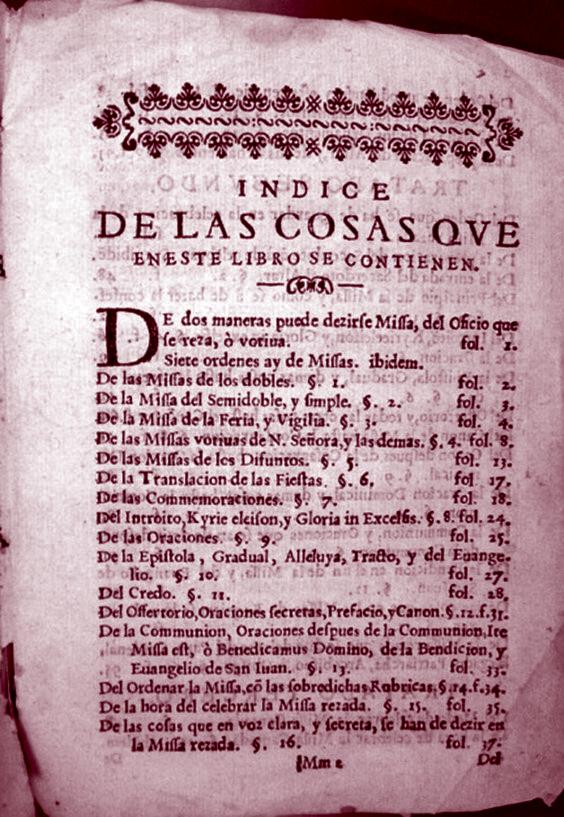 INDICE
DE LAS COSAS QVE
ENESTE LIBRO SE CONTIENEN.
DE dos maneras puede dezirse Missa, del Oficio que
se reza, ò votiua. fol. 1.
Siete ordenes ay de Missas. ibidem.
De las Missas de los dobles. §. 1. fol. 2.
De la Missa del Semidoble, y simple. §. 2. fol. 3.
De la Missa de la Feria, y Vigilia. §. 3. fol. 4.
De las Missas votiuas de N. Señora, y las demas. §. 4. fol. 8.
De las Missas de los Difuntos. §. 5. fol. 13.
De la Translacion de las Fiestas. §. 6. fol. 17.
De las Commemoraciones. §. 7. fol. 18.
Del Introito, Kyrie eleison, y Gloria in Excelsis. §. 8. fol. 24.
De las Oraciones. §. 9. fol. 25.
De la Epistola, Gradual, Alleluya, Tracto, y del Euange-
lio. §. 10. fol. 27.
Del Credo. §. 11. fol. 28.
Del Offertorio, Oraciones secretas, Prefacio, y Canon. §. 12. f. 31.
De la Communion, Oraciones despues de la Communion, Ite
Missa est, ò Benedicamus Domino, de la Bendicion, y
Euangelio de San Iuan. §. 13. fol. 33.
Del Ordenar la Missa, cõ las sobredichas Rubricas, §. 14. f. 34.
De la hora del celebrar la Missa rezada. §. 15. fol. 35.
De las cosas que en voz clara, y secreta, se han de dezir en
la Missa rezada. §. 16. fol. 37.
Mm 2 Del